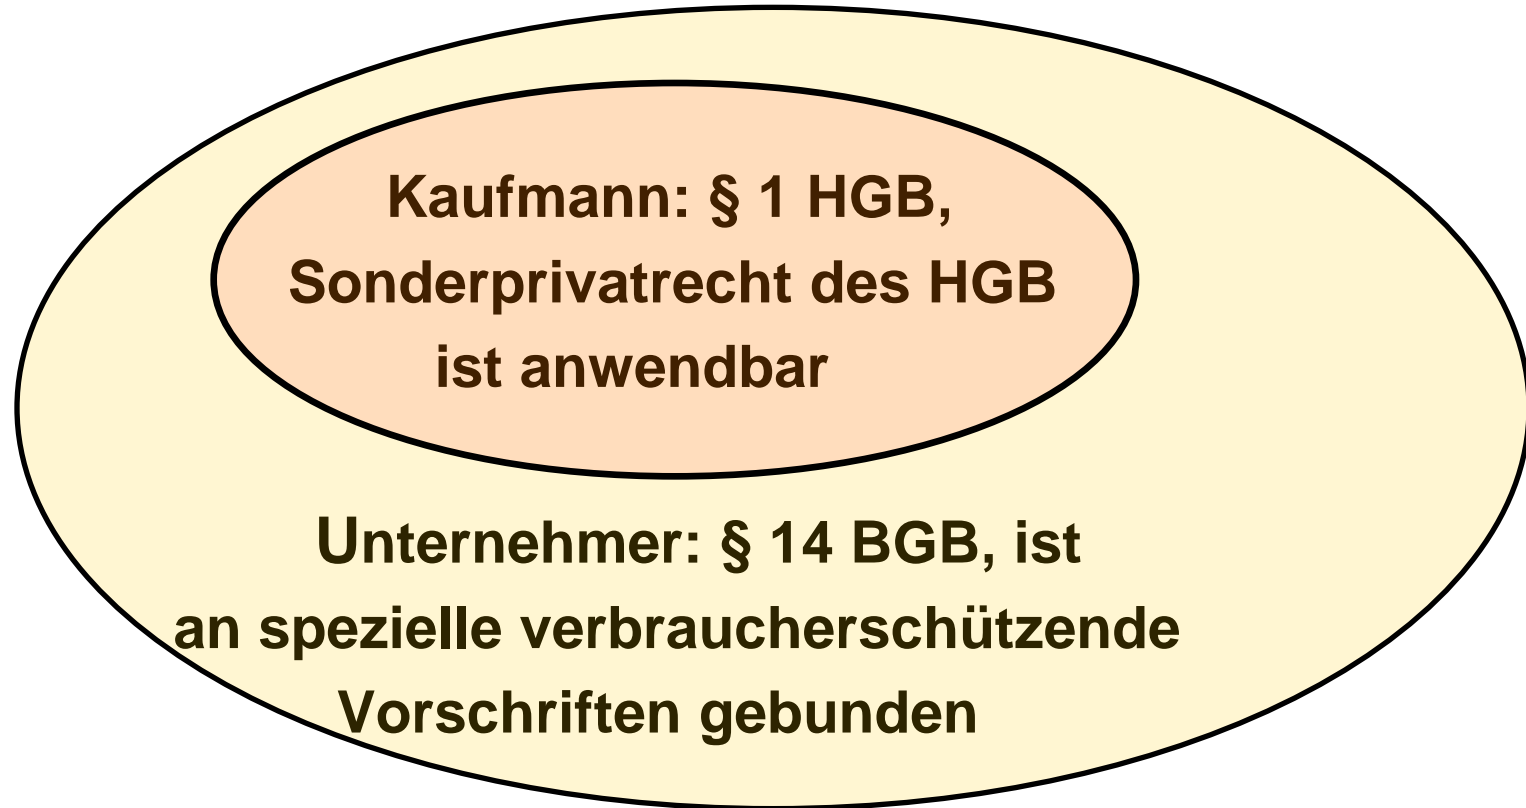 Kaufmann: § 1 HGB,
Sonderprivatrecht des HGB
ist anwendbar
Unternehmer: § 14 BGB, ist
an spezielle verbraucherschützende
Vorschriften gebunden